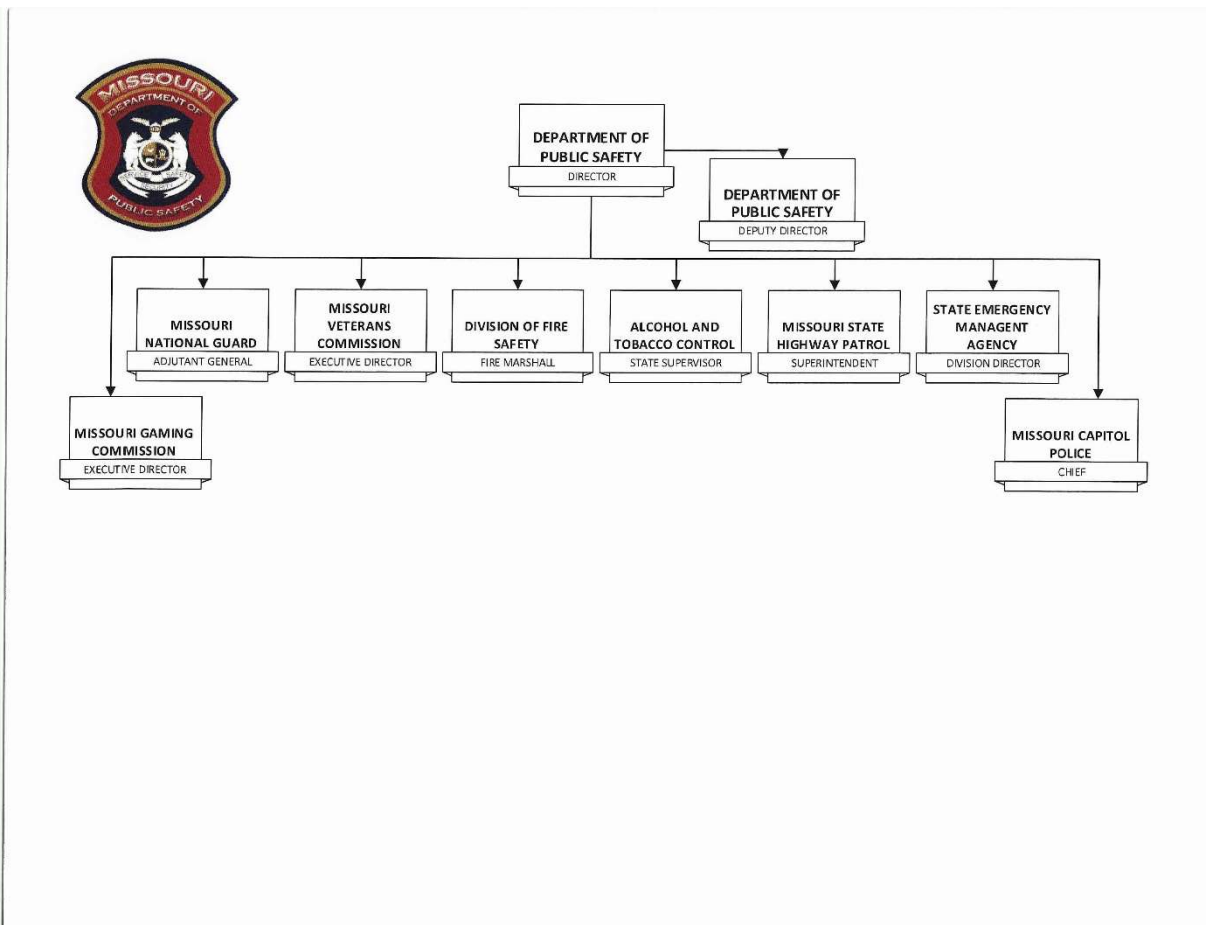 MISSOURI
DEPARTMENT OF
SERVICE SAFETY
SECURITY
PUBLIC SAFETY
DEPARTMENT OF
PUBLIC SAFETY
DIRECTOR
DEPARTMENT OF
PUBLIC SAFETY
DEPUTY DIRECTOR
MISSOURI
NATIONAL GUARD
ADJUTANT GENERAL
MISSOURI
VETERANS
COMMISSION
EXECUTIVE DIRECTOR
DIVISION OF FIRE
SAFETY
FIRE MARSHALL
ALCOHOL AND
TOBACCO CONTROL
STATE SUPERVISOR
MISSOURI STATE
HIGHWAY PATROL
SUPERINTENDENT
STATE EMERGENCY
MANAGENT
AGENCY
DIVISION DIRECTOR
MISSOURI GAMING
COMMISSION
EXECUTIVE DIRECTOR
MISSOURI CAPITOL
POLICE
CHIEF